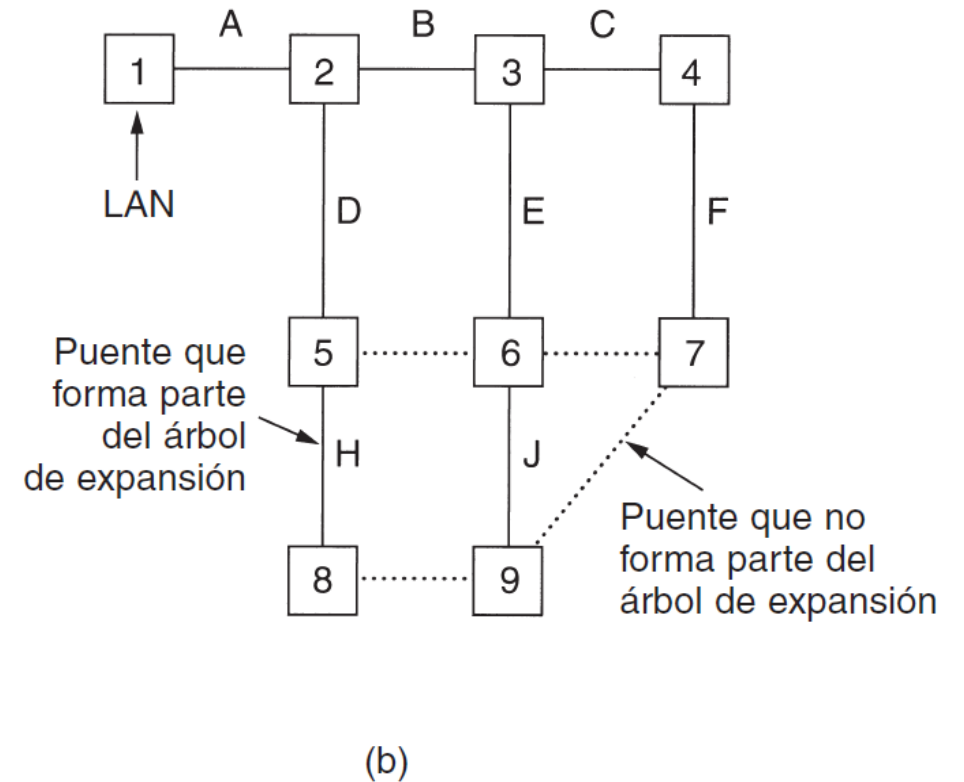 A B C
1 2 3 4
LAN
D E F
5 6 7
Puente que
forma parte
del árbol
de expansión
H J
Puente que no
forma parte del
árbol de expansión
8 9
(b)